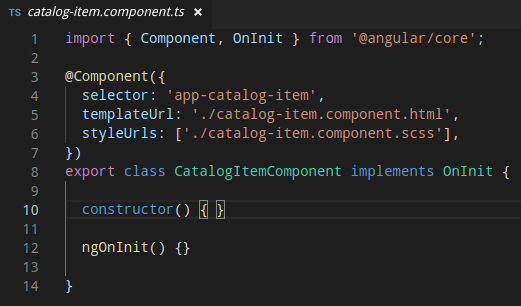 TS catalog-item.component.ts ×
1 import { Component, OnInit } from '@angular/core';
2
3 @Component({
4 selector: 'app-catalog-item',
5 templateUrl: './catalog-item.component.html',
6 styleUrls: ['./catalog-item.component.scss'],
7 })
8 export class CatalogItemComponent implements OnInit {
9
10 constructor() { }
11
12 ngOnInit() {}
13
14 }